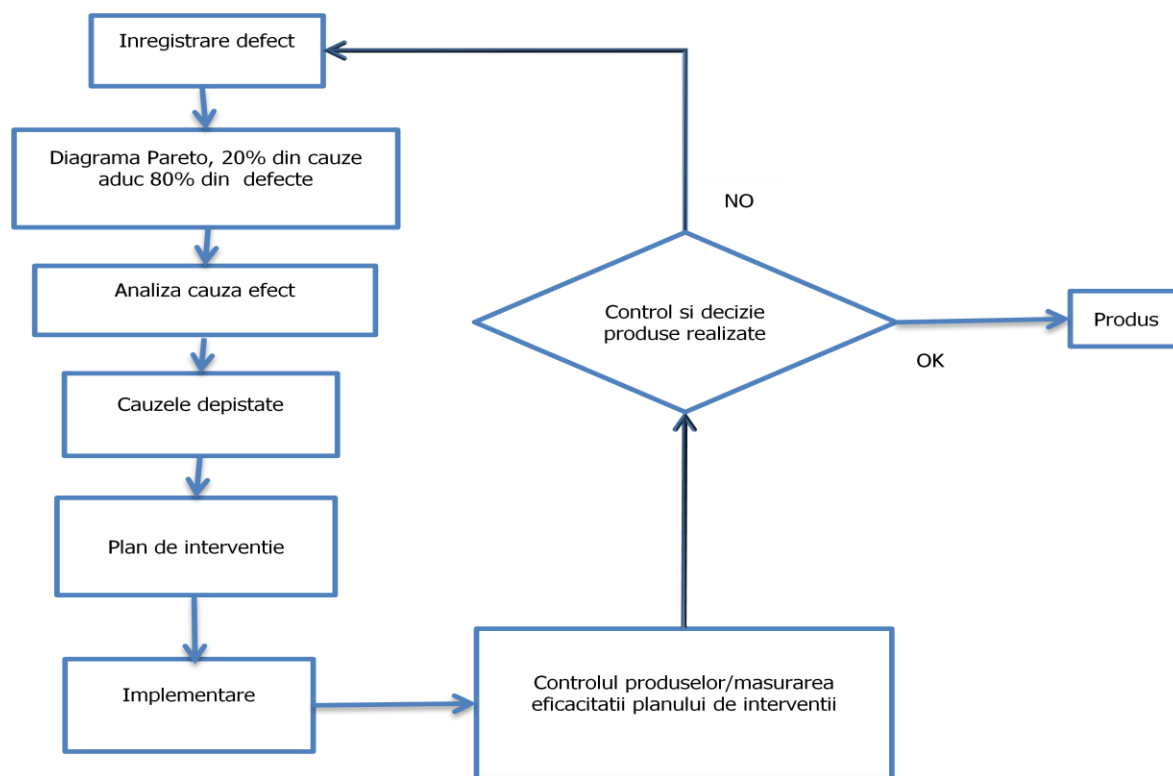 Inregistrare defect
Diagrama Pareto, 20% din cauze
aduc 80% din defecte
Analiza cauza efect
Cauzele depistate
Plan de interventie
Implementare
Controlul produselor/masurarea
eficacitatii planului de interventii
Control si decizie
produse realizate
NO
OK
Produs